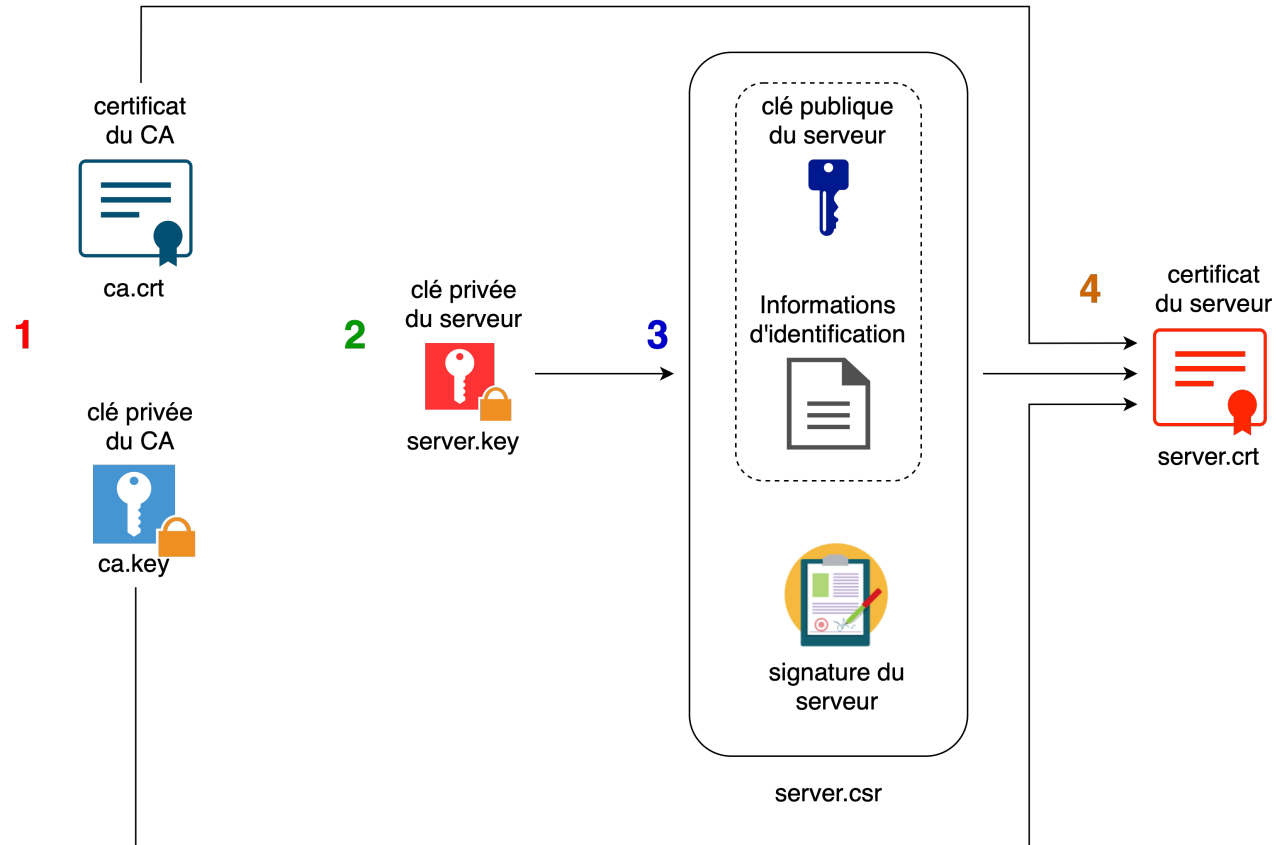 certificat
du CA
ca.crt
1
clé privée
du CA
ca.key
2
clé privée
du serveur
server.key
3
clé publique
du serveur
Informations
d'identification
signature du
serveur
server.csr
4
certificat
du serveur
server.crt